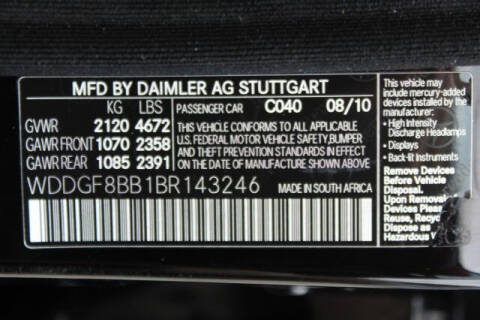 MFD BY DAIMLER AG STUTTGART
KG LBS
PASSENGER CAR C040 08/10
GVWR 2120 4672
GAWR FRONT 1070 2358
GAWR REAR 1085 2391
THIS VEHICLE CONFORMS TO ALL APPLICABLE
U.S. FEDERAL MOTOR VEHICLE SAFETY, BUMPER
AND THEFT PREVENTION STANDARDS IN EFFECT
ON THE DATE OF MANUFACTURE SHOWN ABOVE
WDDGF8BB1BR143246 MADE IN SOUTH AFRICA
This vehicle may
include mercury-added
devices installed by
the manufacturer:
• High Intensity
Discharge Headlamps
• Displays
• Back-lit Instruments
Remove Devices
Before Vehicle
Disposal.
Upon Removal
Reuse, Recyc
Dispose as
Hazardous W